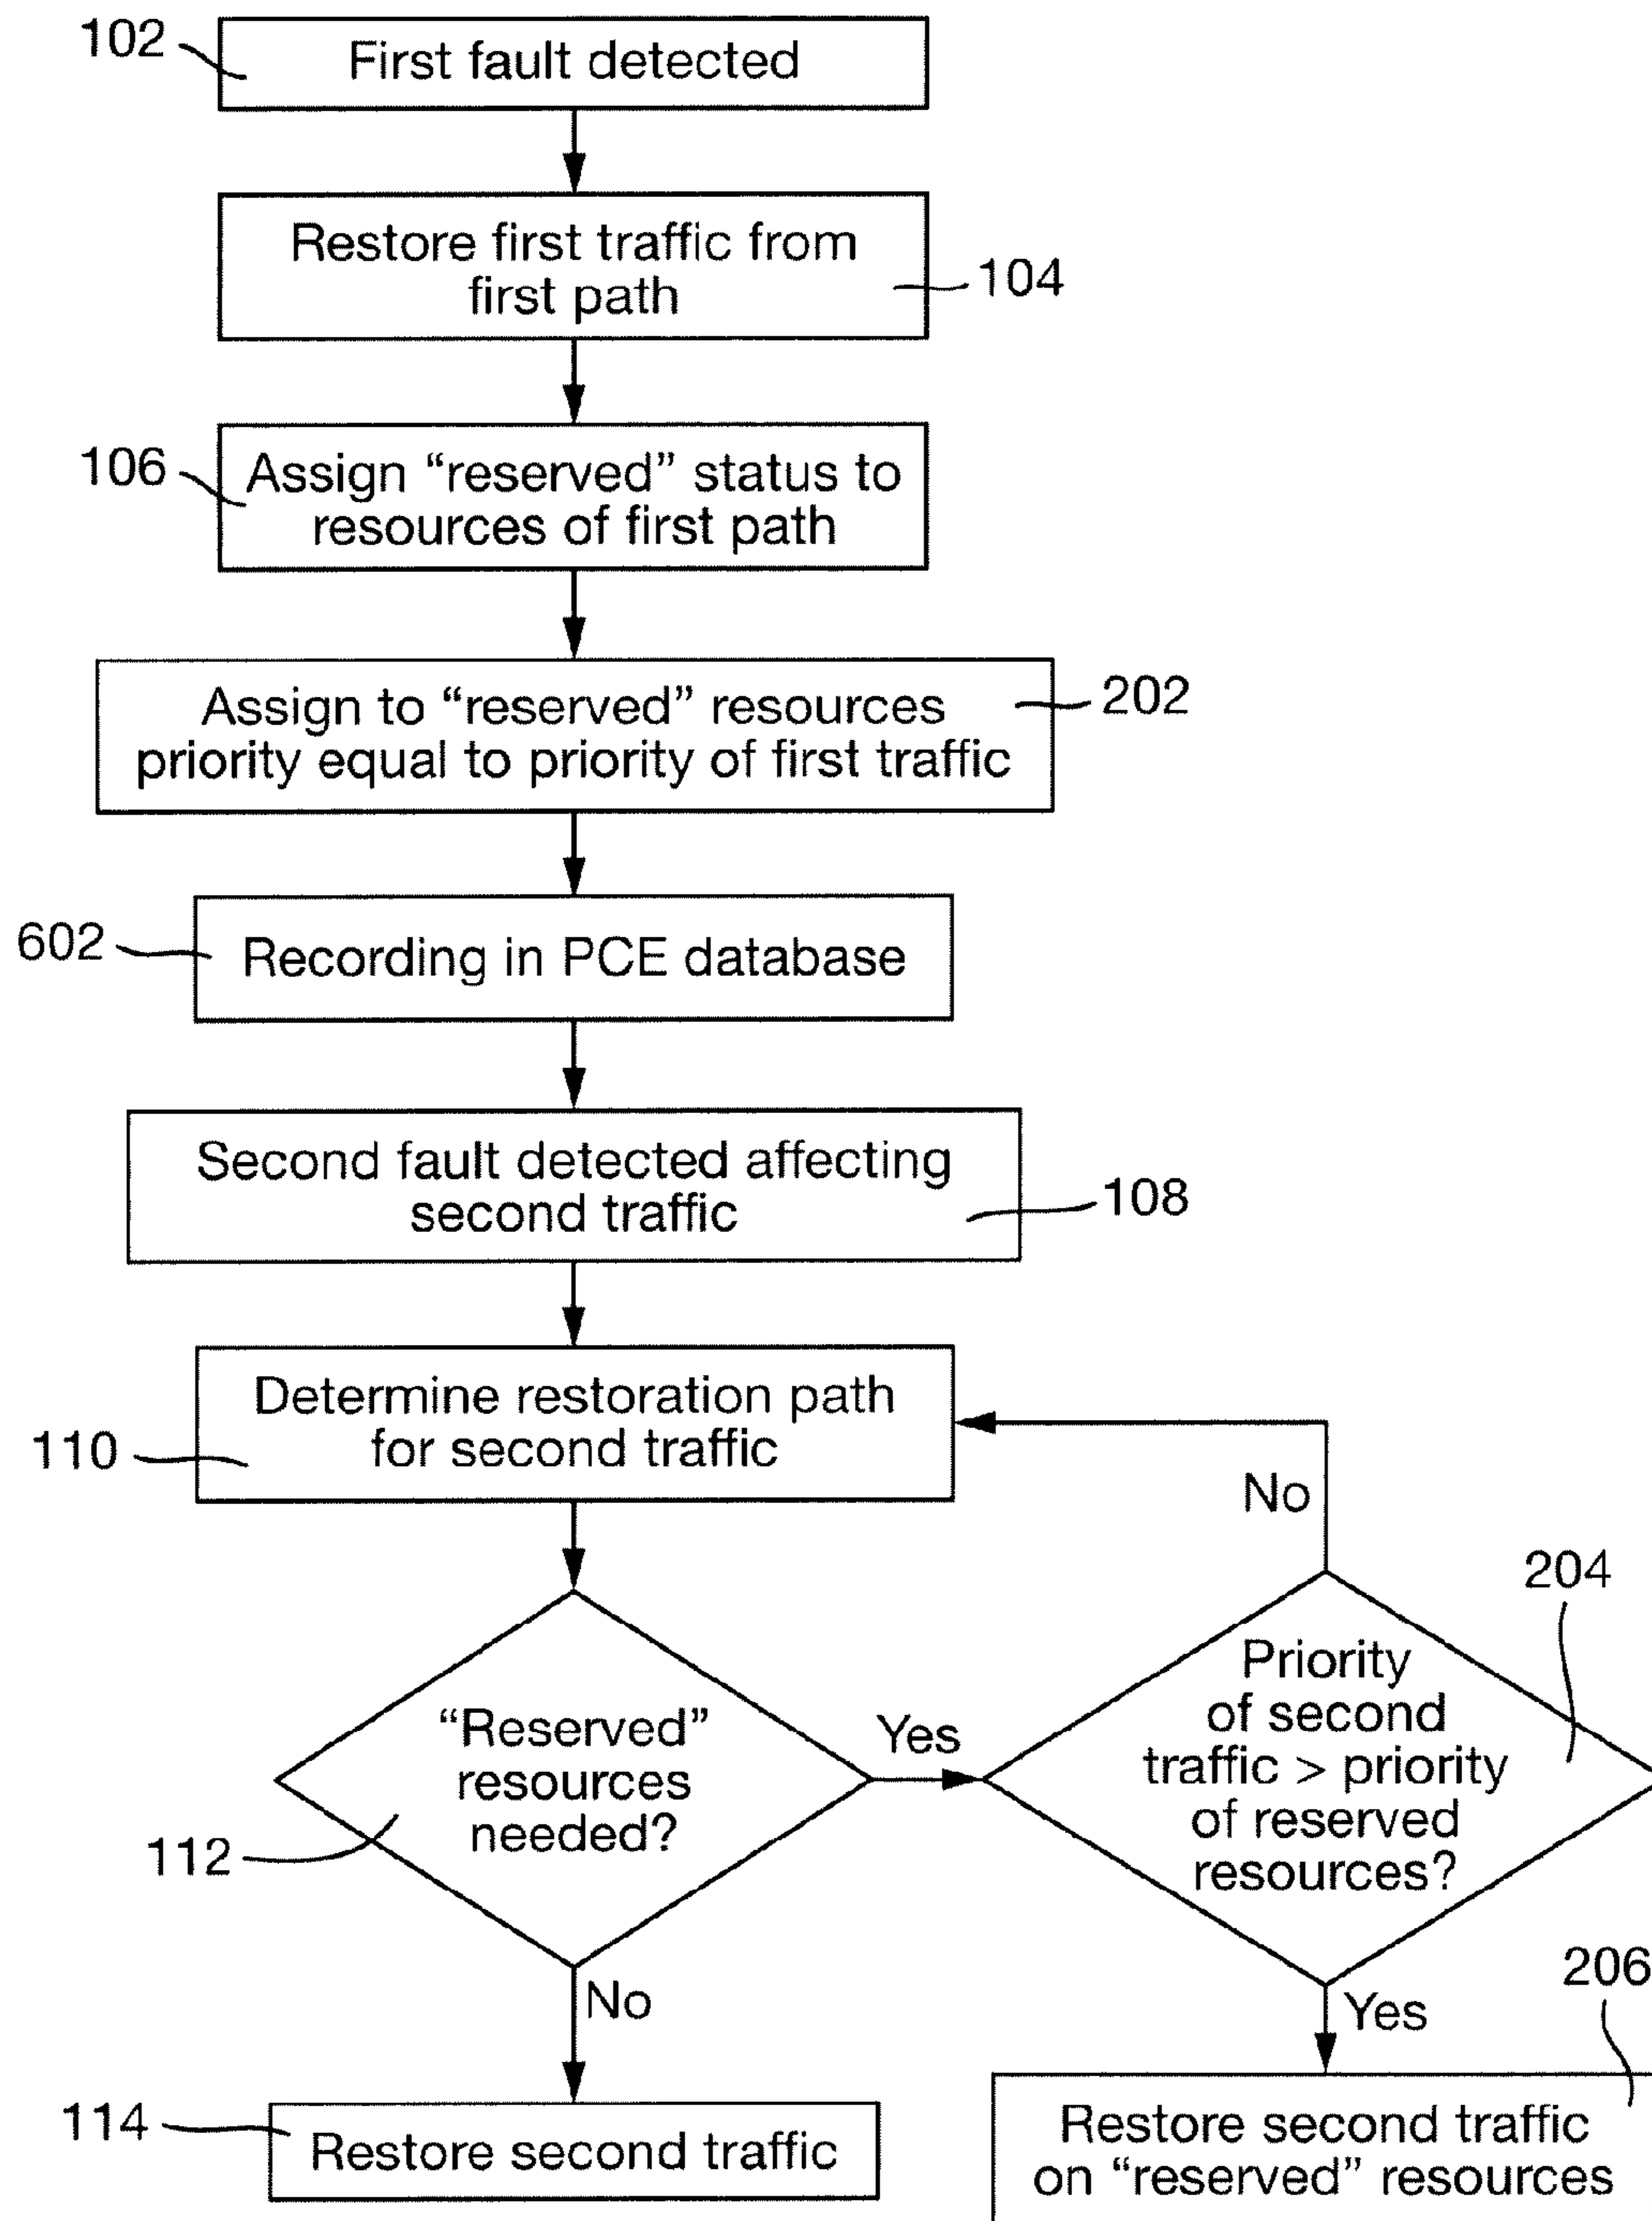 102
First fault detected
Restore first traffic from
first path
104
106
Assign “reserved” status to
resources of first path
Assign to “reserved” resources
priority equal to priority of first traffic
202
602
Recording in PCE database
Second fault detected affecting
second traffic
108
Determine restoration path
for second traffic
110
No
204
“Reserved”
resources
needed?
112
Yes
Priority
of second
traffic > priority
of reserved
resources?
No
Yes
206
114
Restore second traffic
Restore second traffic
on “reserved” resources